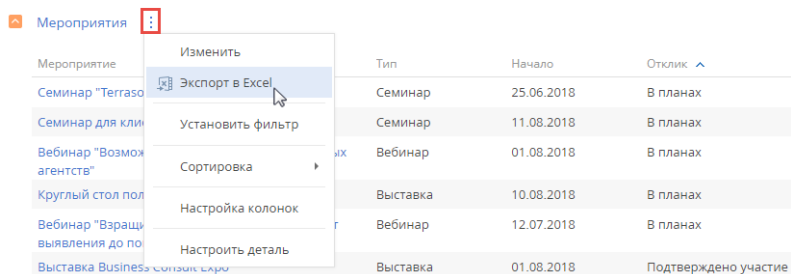 Мероприятия
Изменить
Экспорт в Excel
Установить фильтр
Сортировка
Настройка колонок
Настроить деталь
Мероприятие Тип Начало Отклик
Семинар "Terraso Семинар 25.06.2018 В планах
Семинар для Семинар 11.08.2018 В планах
Вебинар "Возмож ых Вебинар 01.08.2018 В планах
агентств"
Круглый стол пол Выставка 10.08.2018 В планах
Вебинар "Взращи т Вебинар 12.07.2018 В планах
выявления до по
Выставка Business Consult Expo Выставка 01.08.2018 Подтверждено участие